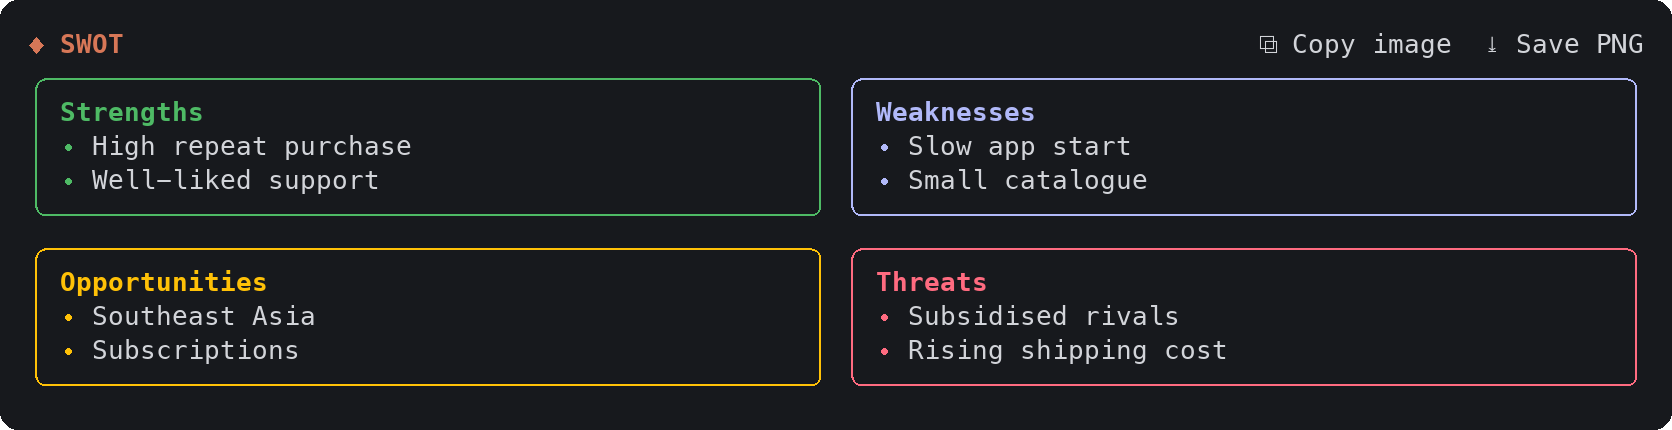 ♦ SWOT
⧉ Copy image ⤓ Save PNG
Strengths
• High repeat purchase
• Well–liked support
Weaknesses
• Slow app start
• Small catalogue
Opportunities
• Southeast Asia
• Subscriptions
Threats
• Subsidised rivals
• Rising shipping cost